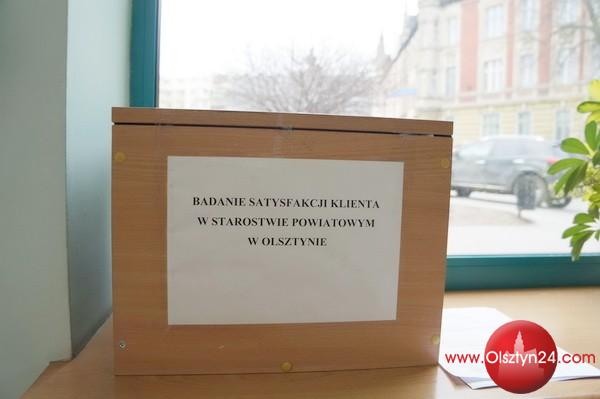 BADANIE SATYSFAKCJI KLIENTA
W STAROSTWIE POWIATOWYM
W OLSZTYNIE
www.Olsztyn24.com